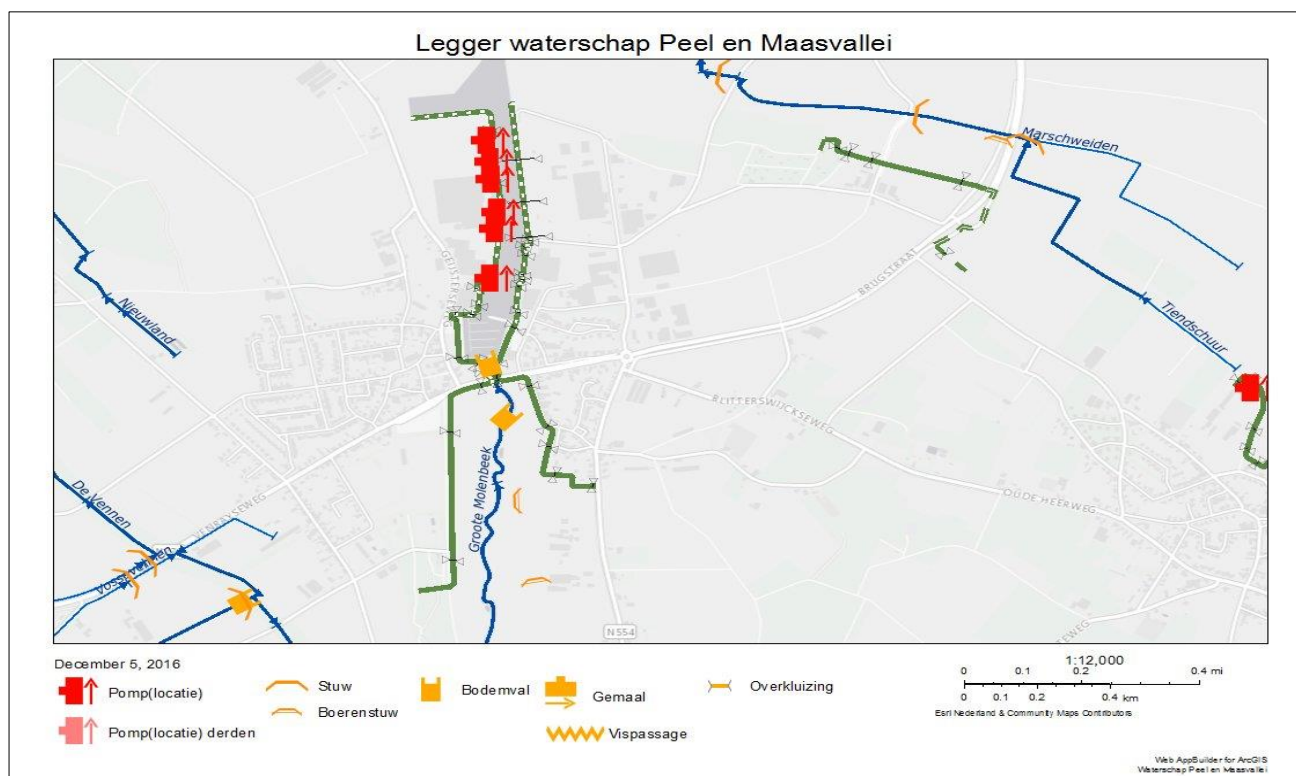 Legger waterschap Peel en Maasvallei
Marschweiden
GEIJSTERSEWEG
BRUGSTRAAT
Nieuwland
Tiendschuur
BLITTERSWIJCKSEWEG
Groote Molenbeek
OUDE HEERWEG
De Vennen
VENRAYSEWEG
N554
December 5, 2016
1:12,000
0 0.1 0.2 0.4 mi
0 0.1 0.2 0.4 km
Pomp(locatie)
Stuw
Bodemval
Gemaal
Overkluizing
Boerenstuw
Pomp(locatie) derden
Vispassage
Esri Nederland & Community Maps Contributors
Web AppBuilder for ArcGIS
Waterschap Peel en Maasvallei